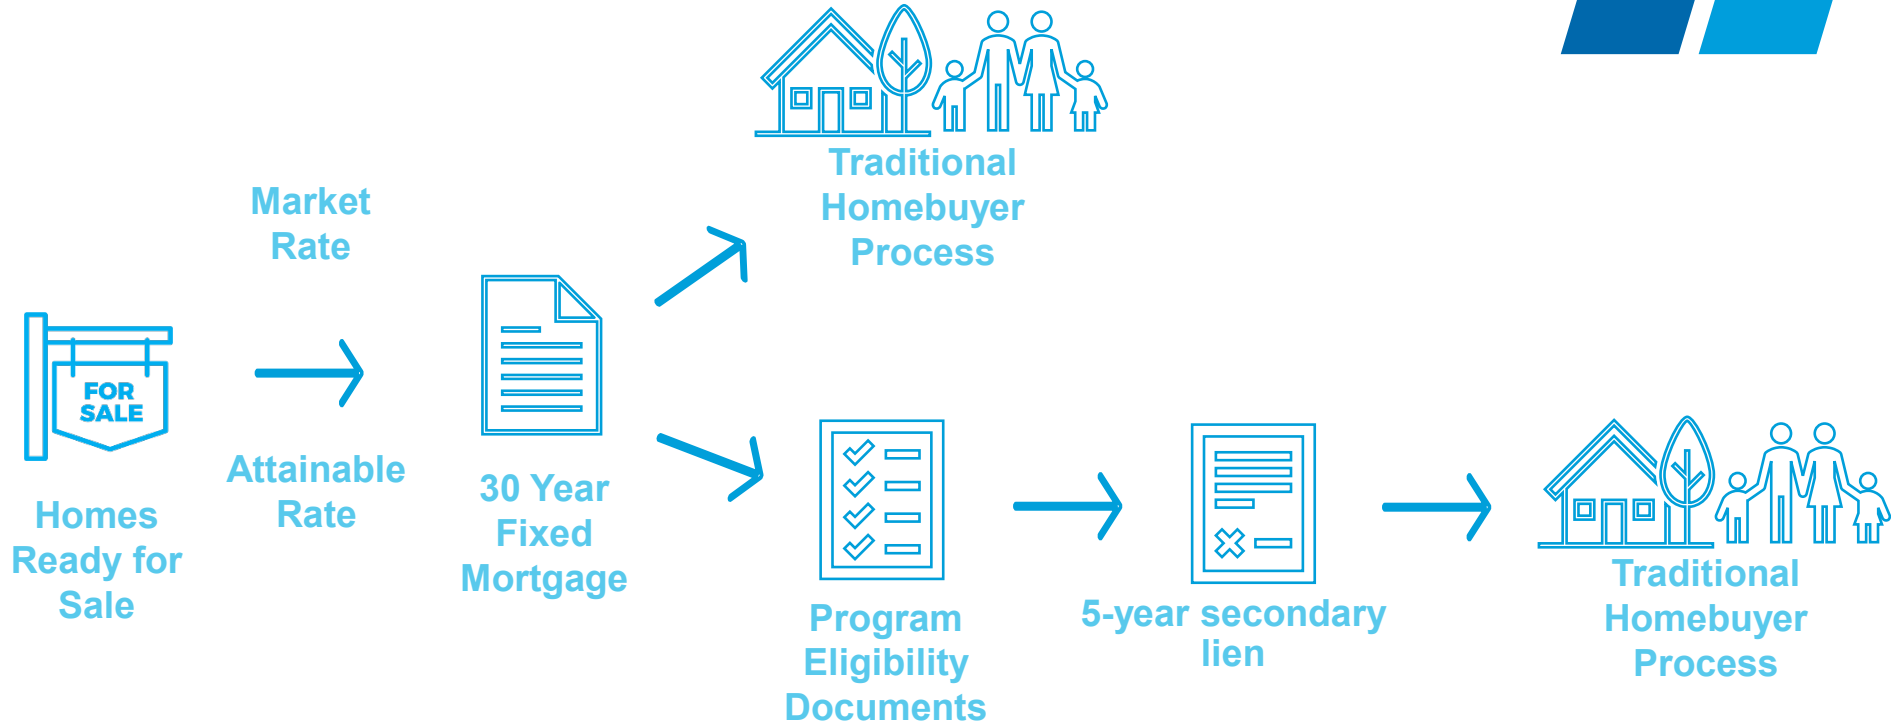 FOR
SALE
Homes
Ready for
Sale
Market
Rate
Attainable
Rate
30 Year
Fixed
Mortgage
Traditional
Homebuyer
Process
Program
Eligibility
Documents
5-year secondary
lien
Traditional
Homebuyer
Process